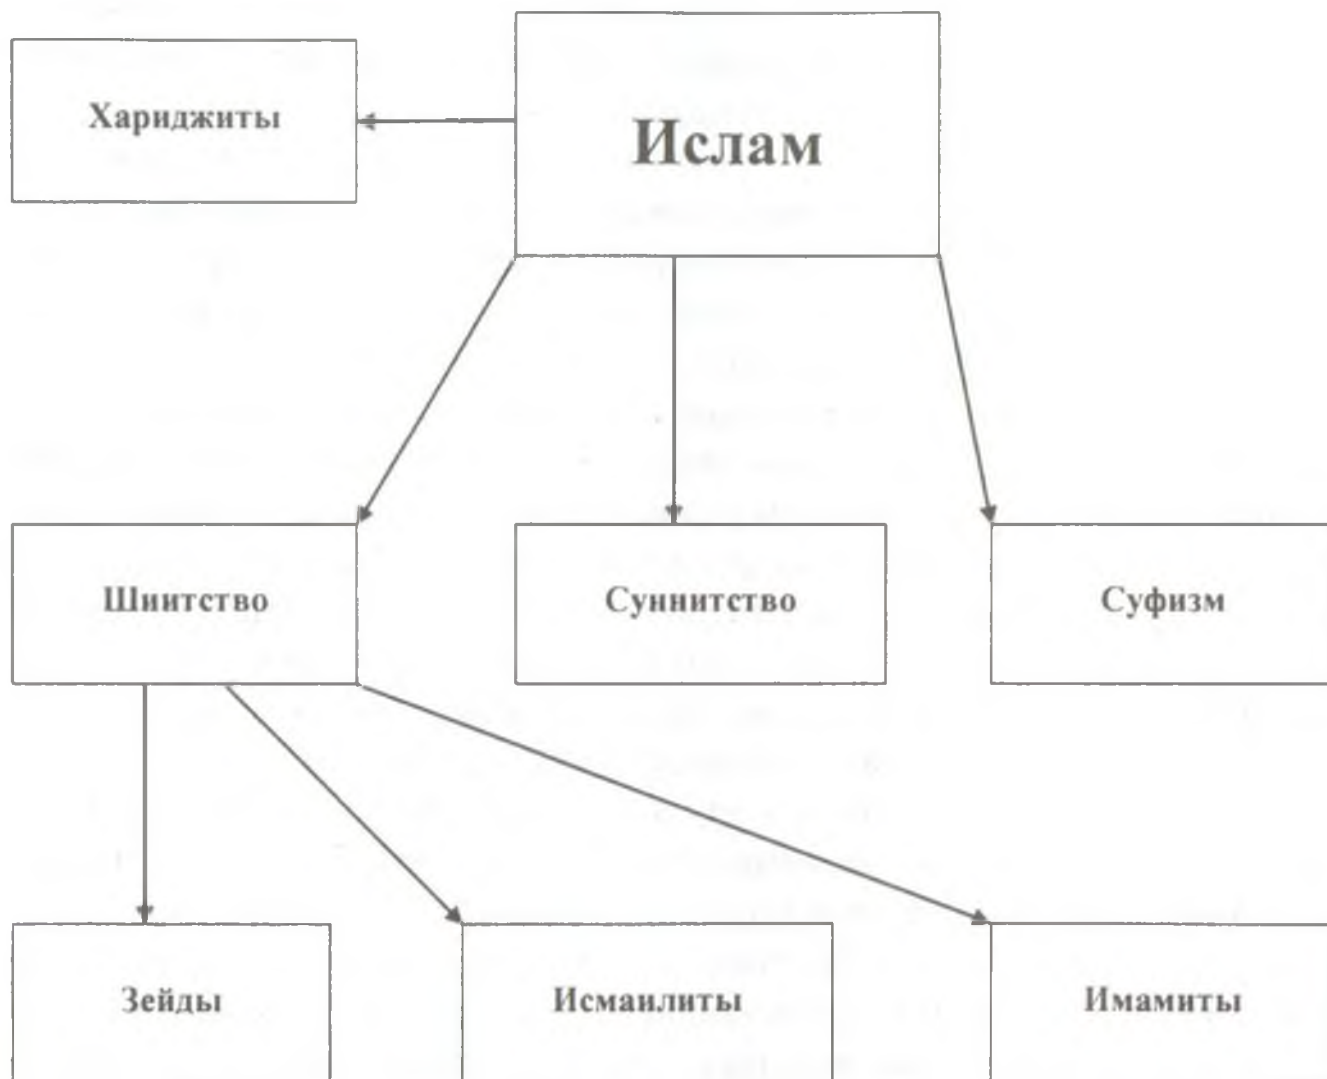 Хариджиты
Ислам
Шиитство
Суннитство
Суфизм
Зейды
Исмаилиты
Имамиты